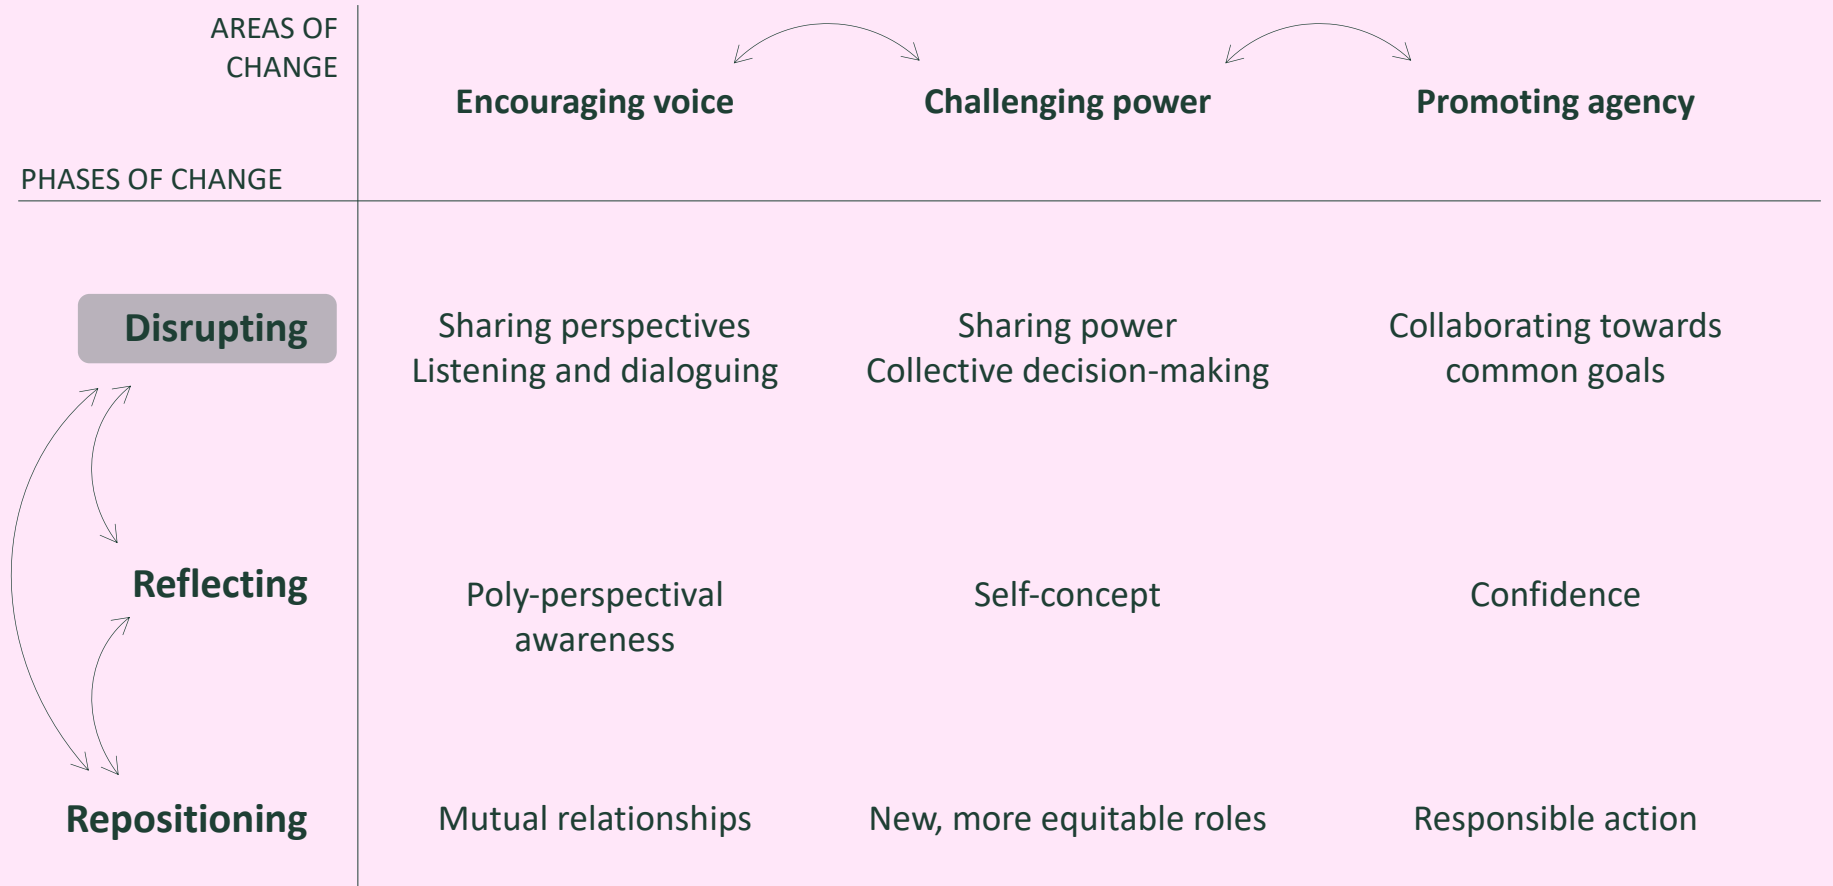 AREAS OF
CHANGE
Encouraging voice
Challenging power
Promoting agency
PHASES OF CHANGE
Disrupting
Sharing perspectives
Listening and dialoguing
Sharing power
Collective decision-making
Collaborating towards
common goals
Reflecting
Poly-perspectival
awareness
Self-concept
Confidence
Repositioning
Mutual relationships
New, more equitable roles
Responsible action